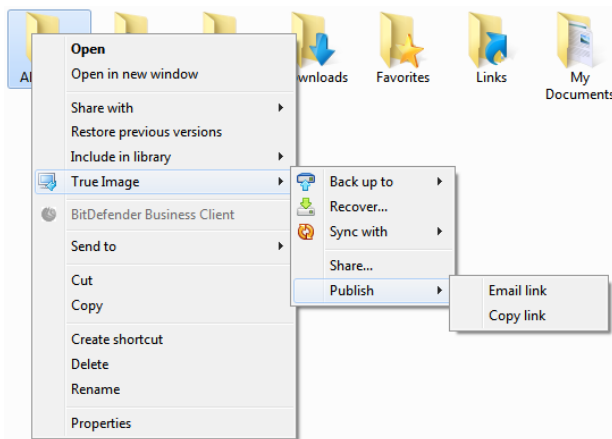 wnloads
Favorites
Links
My
Documents
Open
Open in new window
Share with
Restore previous versions
Include in library
True Image
BitDefender Business Client
Send to
Cut
Copy
Create shortcut
Delete
Rename
Properties
Back up to
Recover...
Sync with
Share...
Publish
Email link
Copy link